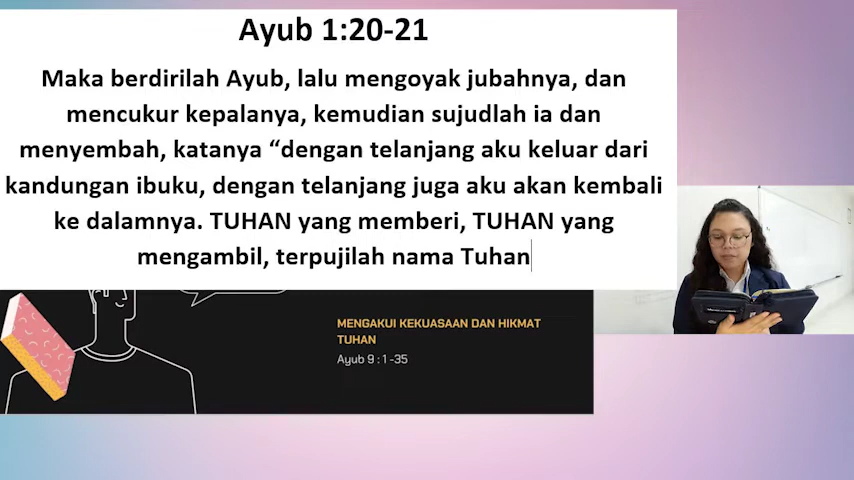 Ayub 1:20-21
Maka berdirilah Ayub, lalu mengoyak jubahnya, dan
mencukur kepalanya, kemudian sujudlah ia dan
menyembah, katanya “dengan telanjang aku keluar dari
kandungan ibuku, dengan telanjang juga aku akan kembali
ke dalamnya. TUHAN yang memberi, TUHAN yang
mengambil, terpujilah nama Tuhan
MENGAKUI KEKUASAAN DAN HIKMAT
TUHAN
Ayub 9 : 1 -35